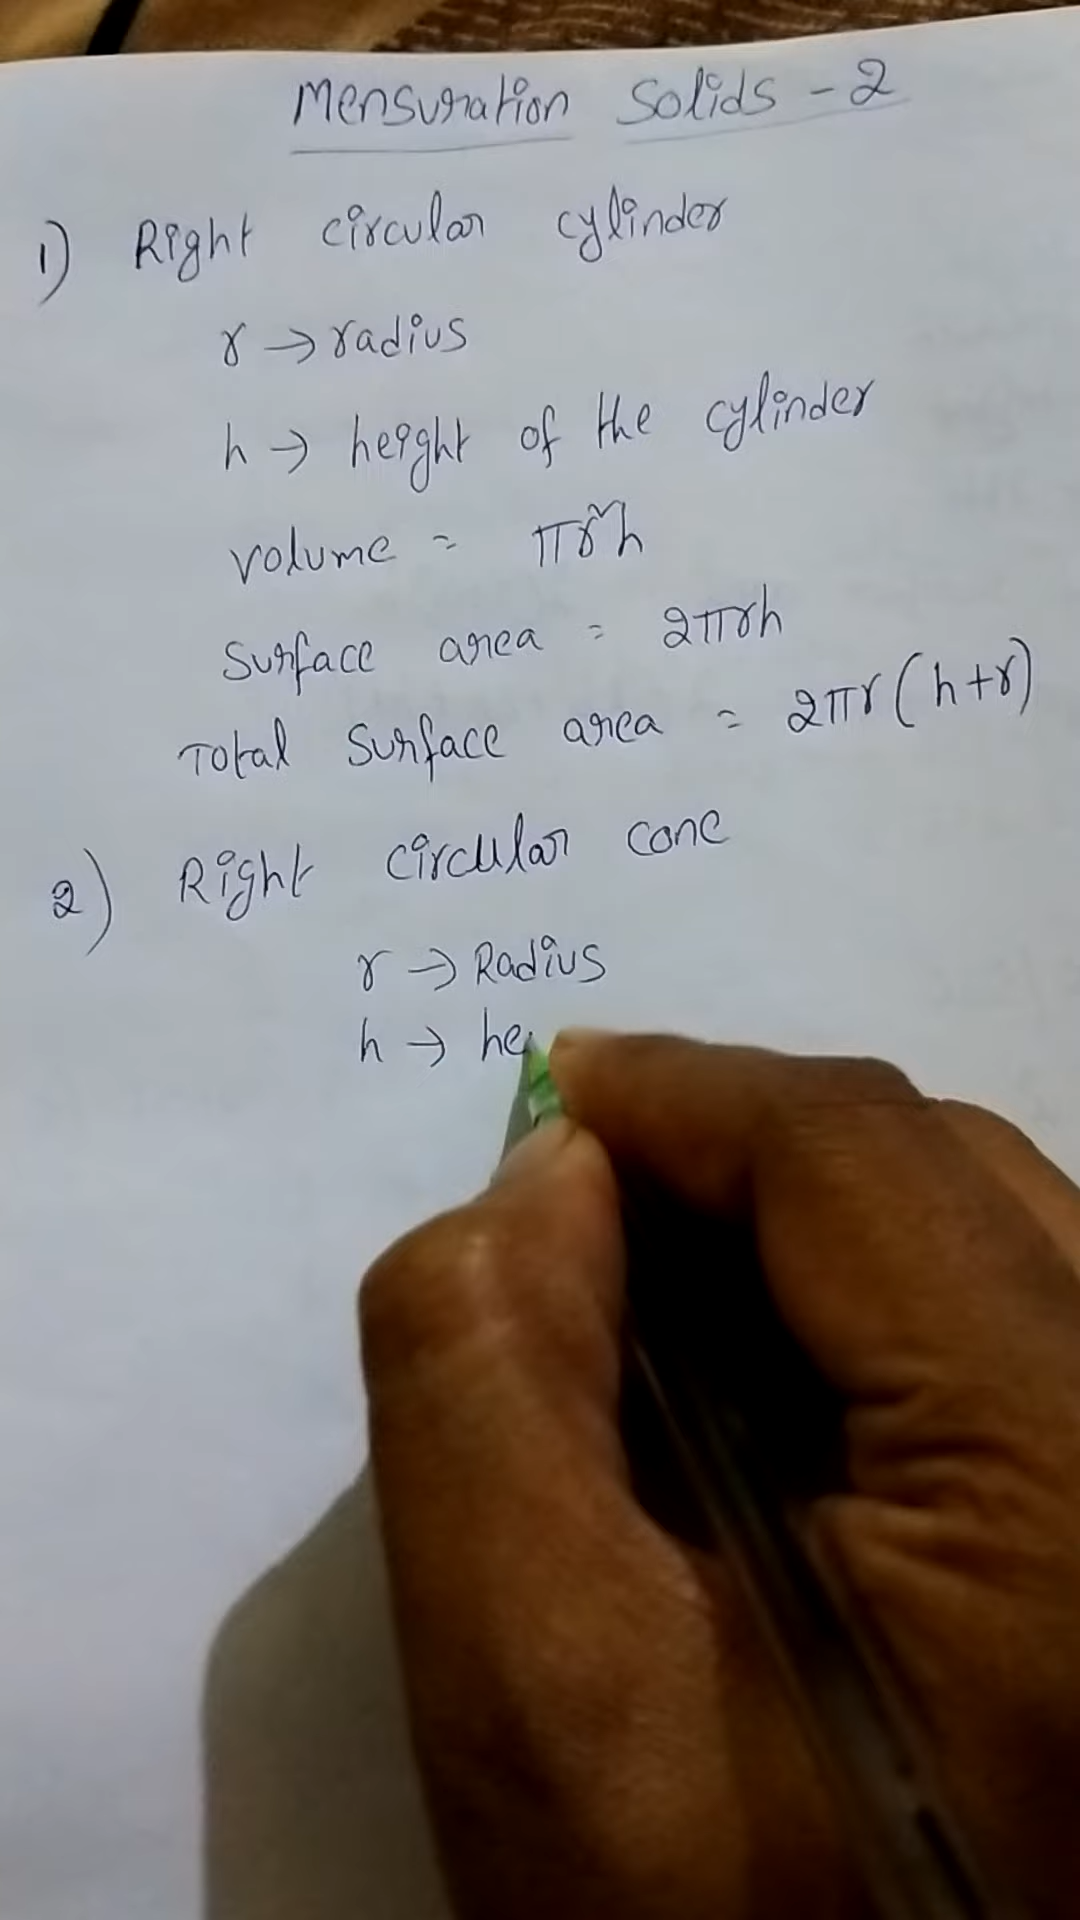 Mensuration Solids - 2
1) Right circular cylinder
r → radius
h → height of the cylinder
volume = πr²h
Surface area = 2πrh
Total Surface area = 2πr(h+r)
2) Right circular cone
r → Radius
h → he